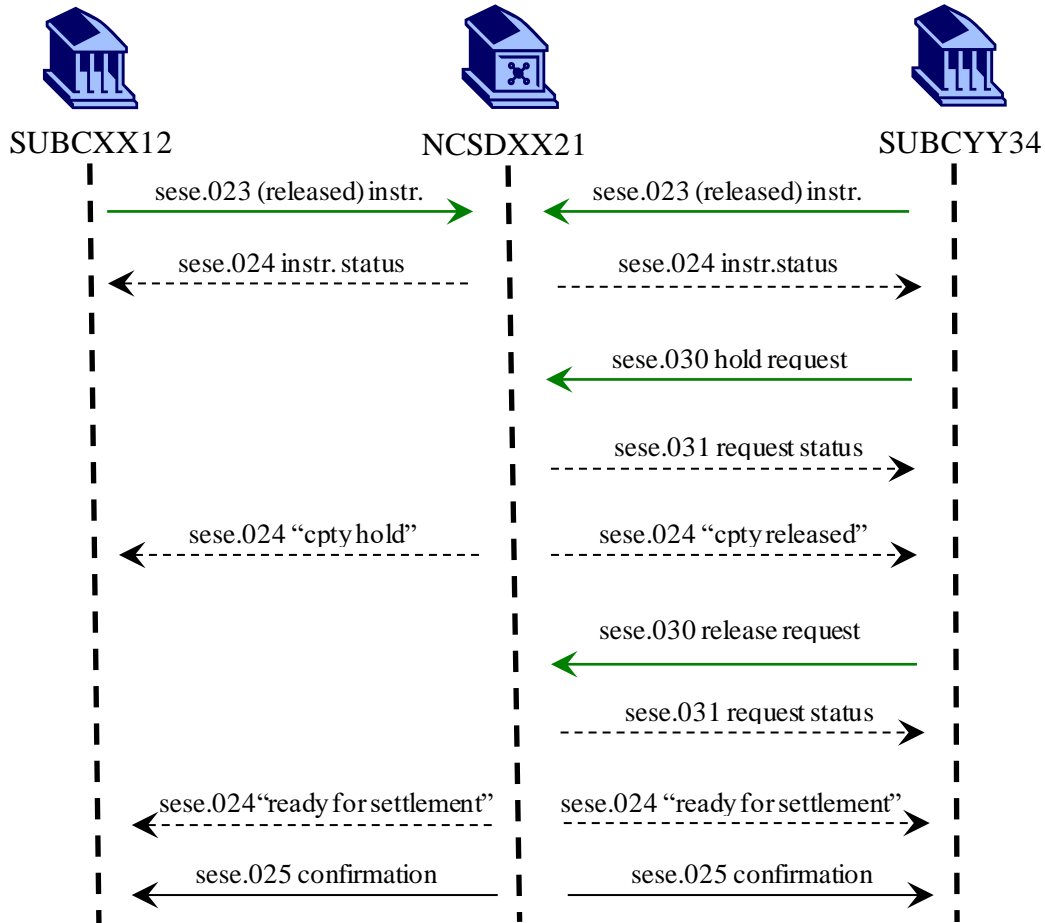 SUBCXX12
NCSDXX21
SUBCYY34
sese.023 (released) instr.
sese.023 (released) instr.
sese.024 instr. status
sese.024 instr.status
sese.030 hold request
sese.031 request status
sese.024 “cpty hold”
sese.024 “cpty released”
sese.030 release request
sese.031 request status
sese.024“ready for settlement”
sese.024 “ready for settlement”
sese.025 confirmation
sese.025 confirmation